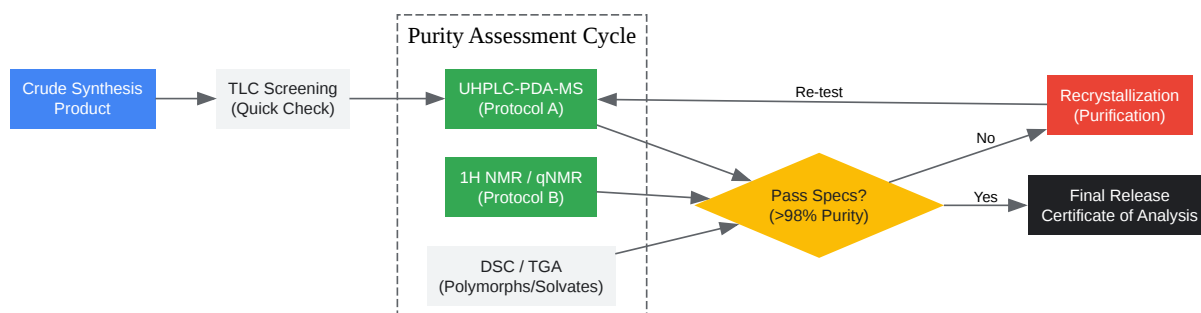 Purity Assessment Cycle
Crude Synthesis
Product
TLC Screening
(Quick Check)
UHPLC-PDA-MS
(Protocol A)
Re-test
Recrystallization
(Purification)
No
1H NMR / qNMR
(Protocol B)
Pass Specs?
(>98% Purity)
Yes
Final Release
Certificate of Analysis
DSC / TGA
(Polymorphs/Solvates)